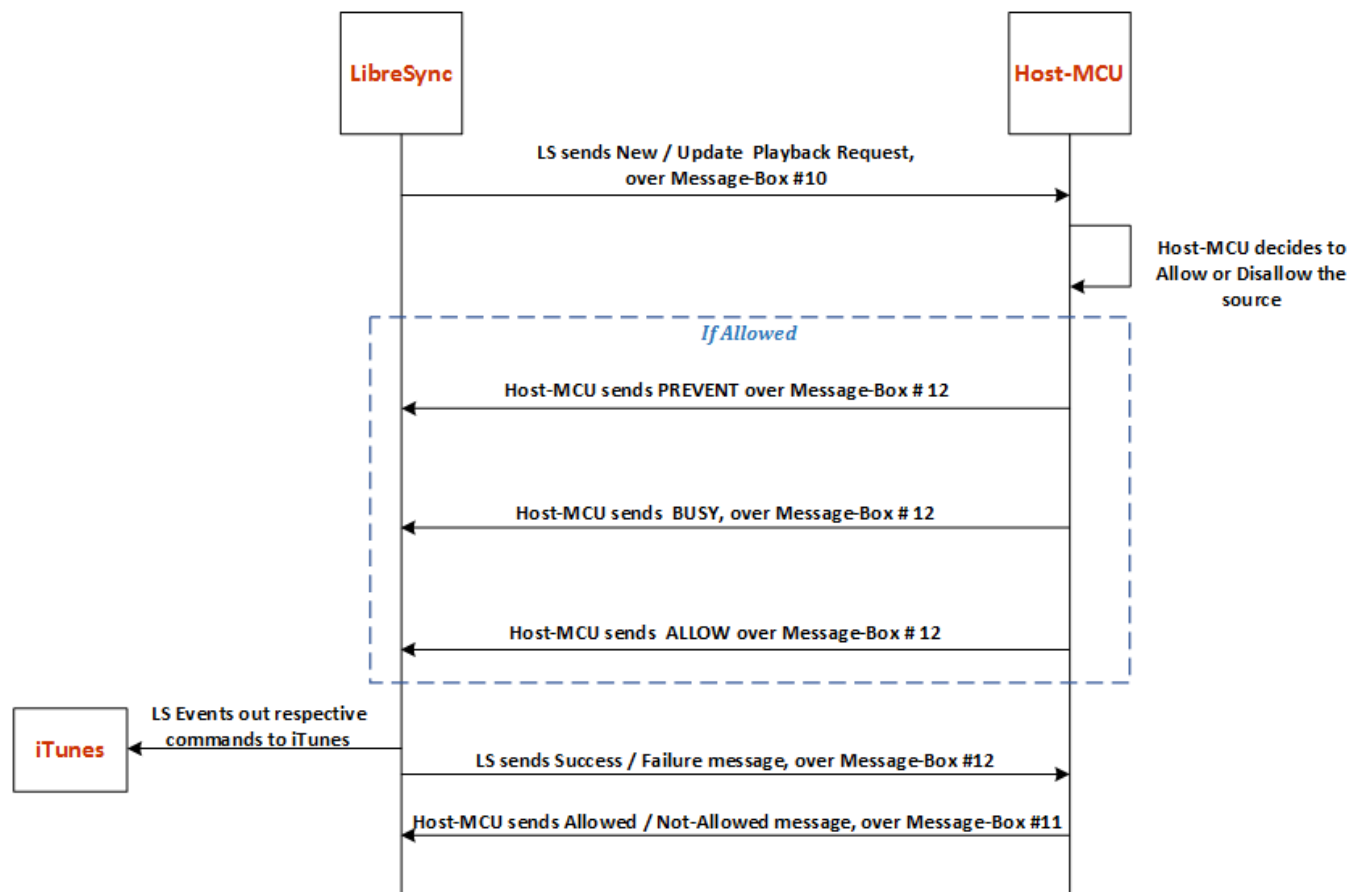 LibreSync
Host-MCU
LS sends New / Update Playback Request,
over Message-Box #10
Host-MCU decides to
Allow or Disallow the
source
If Allowed
Host-MCU sends PREVENT over Message-Box # 12
Host-MCU sends BUSY, over Message-Box # 12
Host-MCU sends ALLOW over Message-Box # 12
LS Events out respective
commands to iTunes
iTunes
LS sends Success / Failure message, over Message-Box #12
Host-MCU sends Allowed / Not-Allowed message, over Message-Box #11